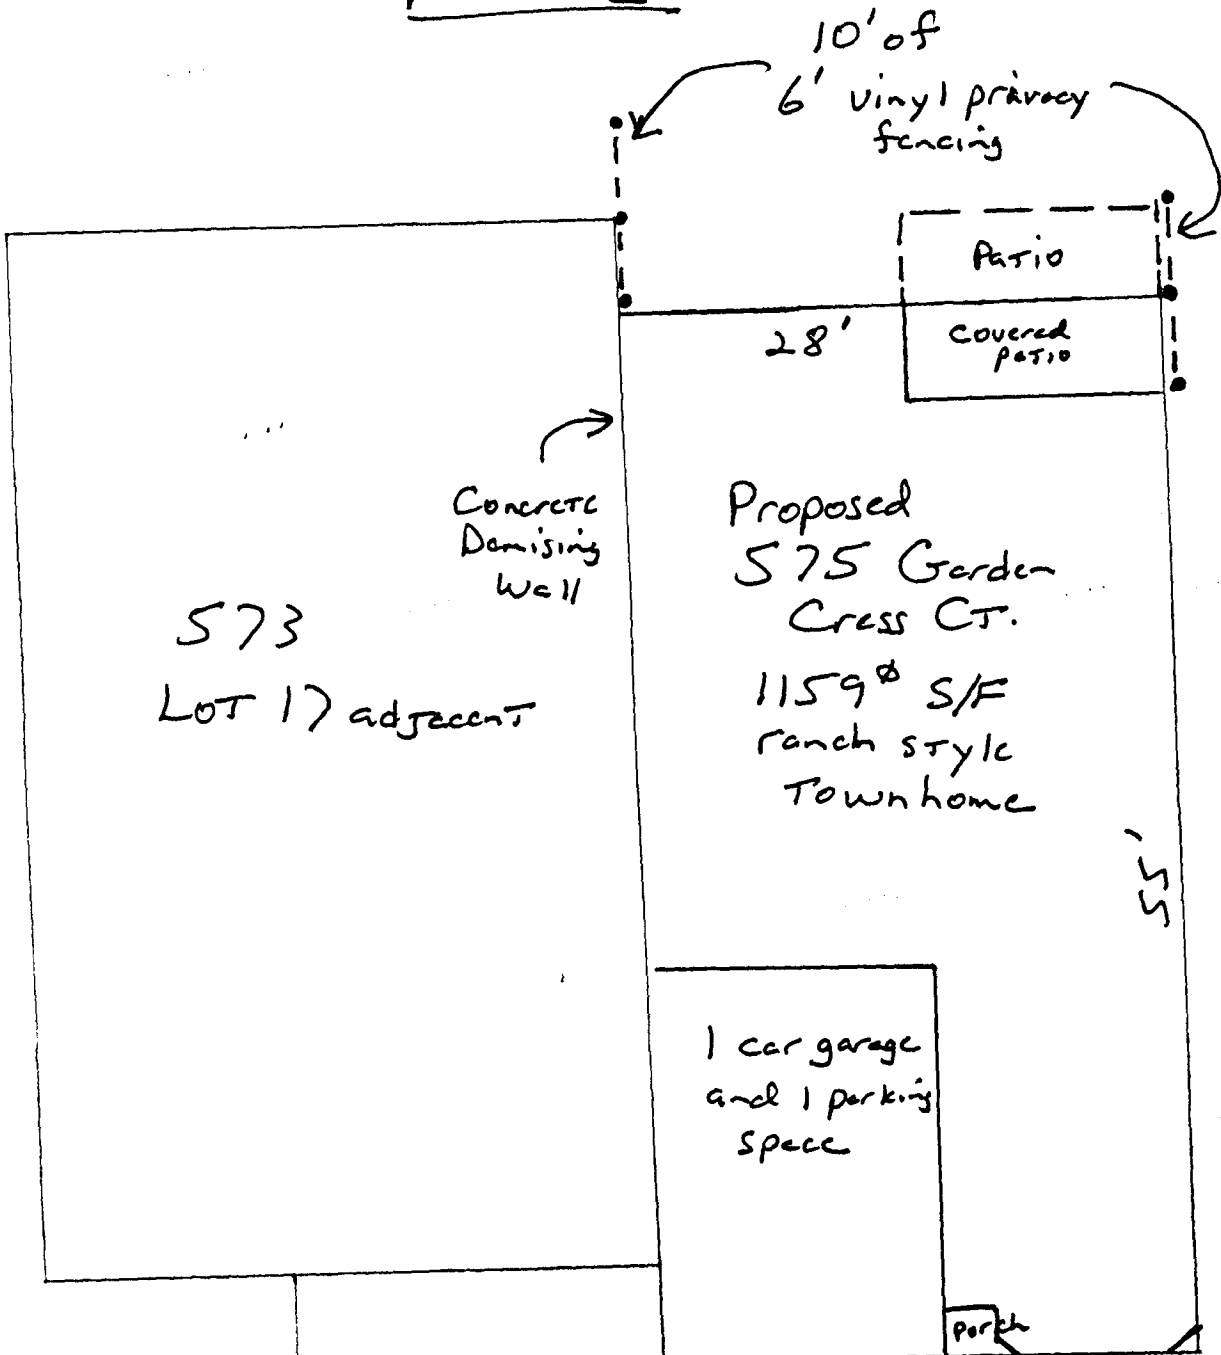 10' of
6' vinyl privacy
fencing
Patio
28'
Covered
patio
Concrete
Demising
Wall
Proposed
575 Garden
Cress CT.
1159 S/F
ranch style
Townhome
573
LOT 17 adjacent
55'
1 car garage
and 1 parking
space
porch